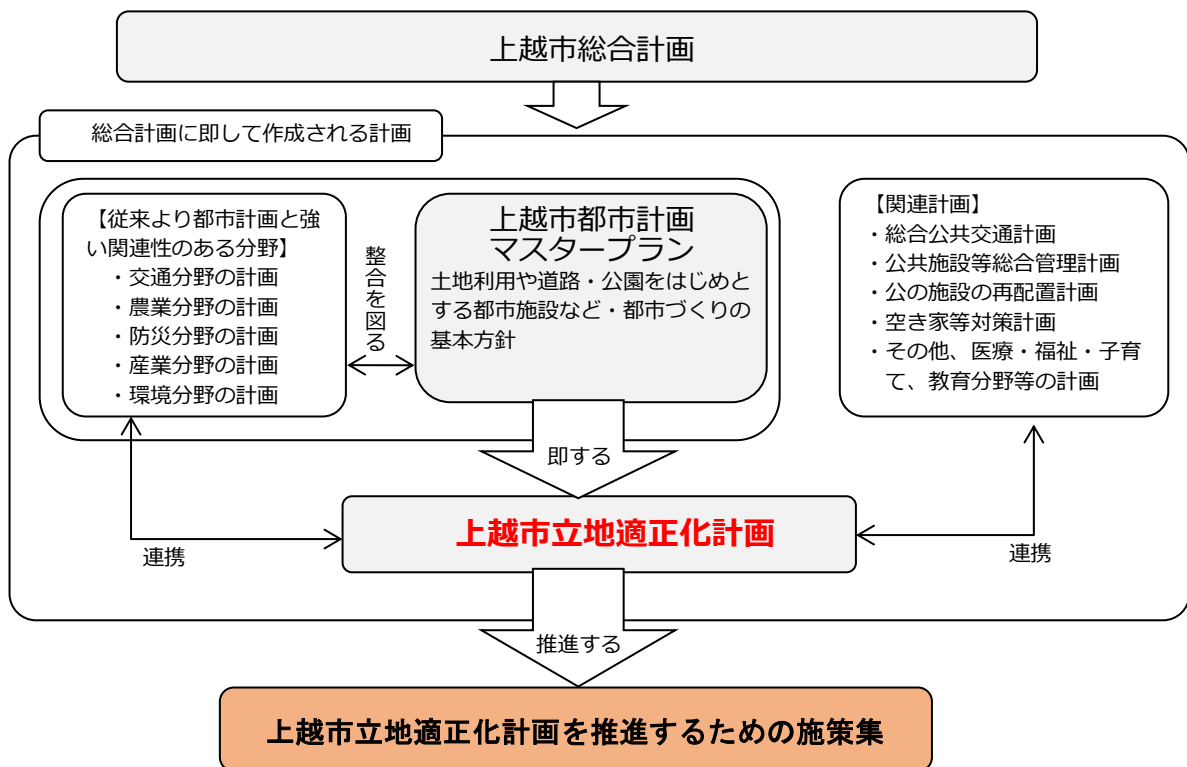 上越市総合計画
総合計画に即して作成される計画
【従来より都市計画と強
い関連性のある分野】
・交通分野の計画
・農業分野の計画
・防災分野の計画
・産業分野の計画
・環境分野の計画
整合を図る
上越市都市計画
マスタープラン
土地利用や道路・公園をはじめと
する都市施設など・都市づくりの
基本方針
【関連計画】
・総合公共交通計画
・公共施設等総合管理計画
・公の施設の再配置計画
・空き家等対策計画
・その他、医療・福祉・子育
て、教育分野等の計画
即する
上越市立地適正化計画
連携
連携
推進する
上越市立地適正化計画を推進するための施策集